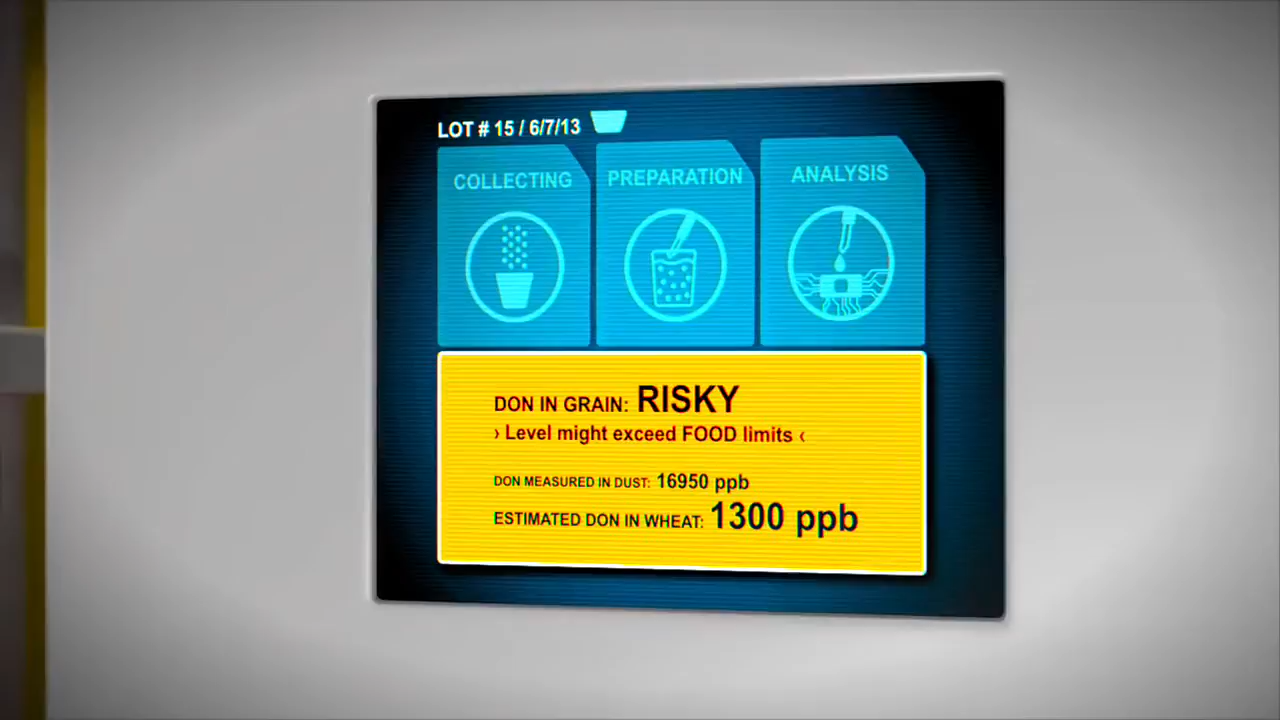 LOT # 15 / 6/7/13
COLLECTING
PREPARATION
ANALYSIS
DON IN GRAIN: RISKY
› Level might exceed FOOD limits ‹
DON MEASURED IN DUST: 16950 ppb
ESTIMATED DON IN WHEAT: 1300 ppb